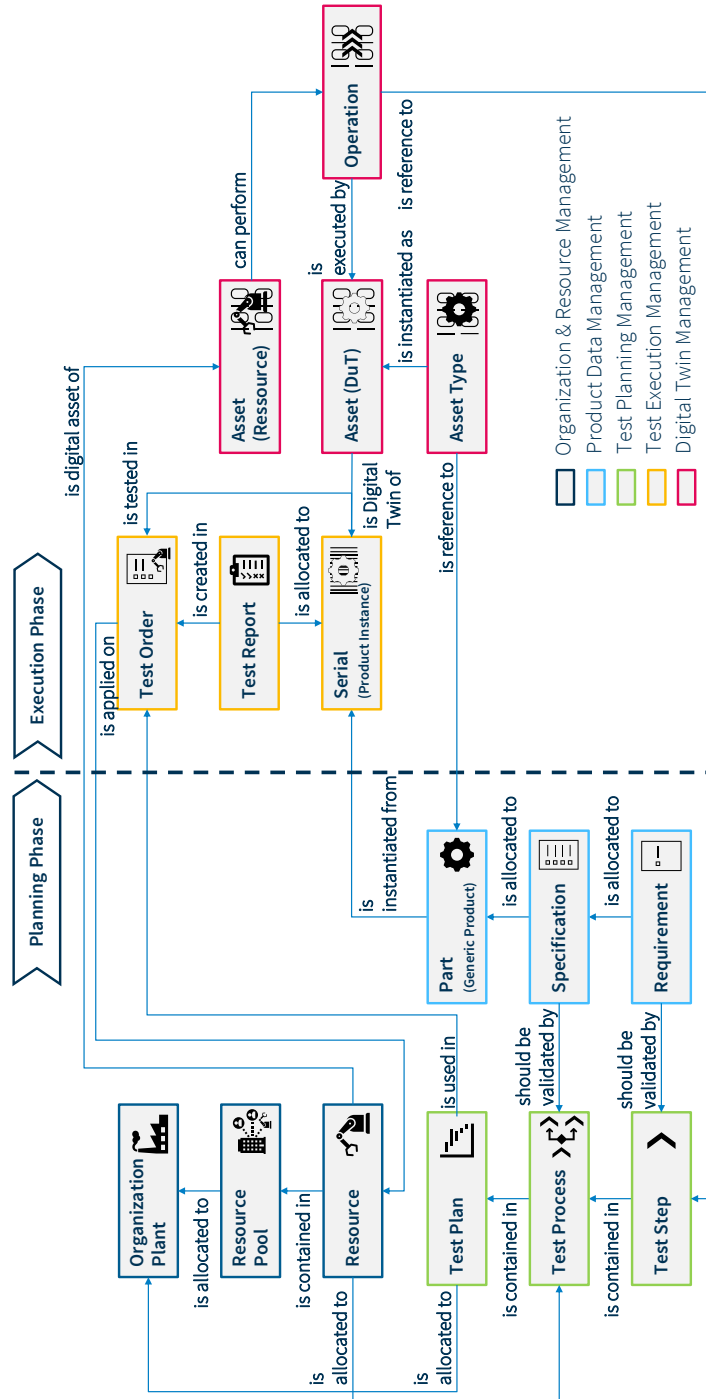 Planning Phase
Execution Phase
Organization
Plant
is allocated to
Resource
Pool
is contained in
Resource
is
allocated to
is
allocated to
Test Plan
is used in
is contained in
Test Process
should be
validated by
is contained in
Test Step
should be
validated by
is
instantiated from
Part
(Generic Product)
is allocated to
Specification
is allocated to
Requirement
is applied on
Test Order
is tested in
is created in
Test Report
is allocated to
Serial
(Product Instance)
is Digital
Twin of
is reference to
is digital asset of
Asset
(Ressource)
can perform
Asset (DuT)
is
executed by
is instantiated as
Asset Type
Operation
is reference to
Organization & Resource Management
Product Data Management
Test Planning Management
Test Execution Management
Digital Twin Management